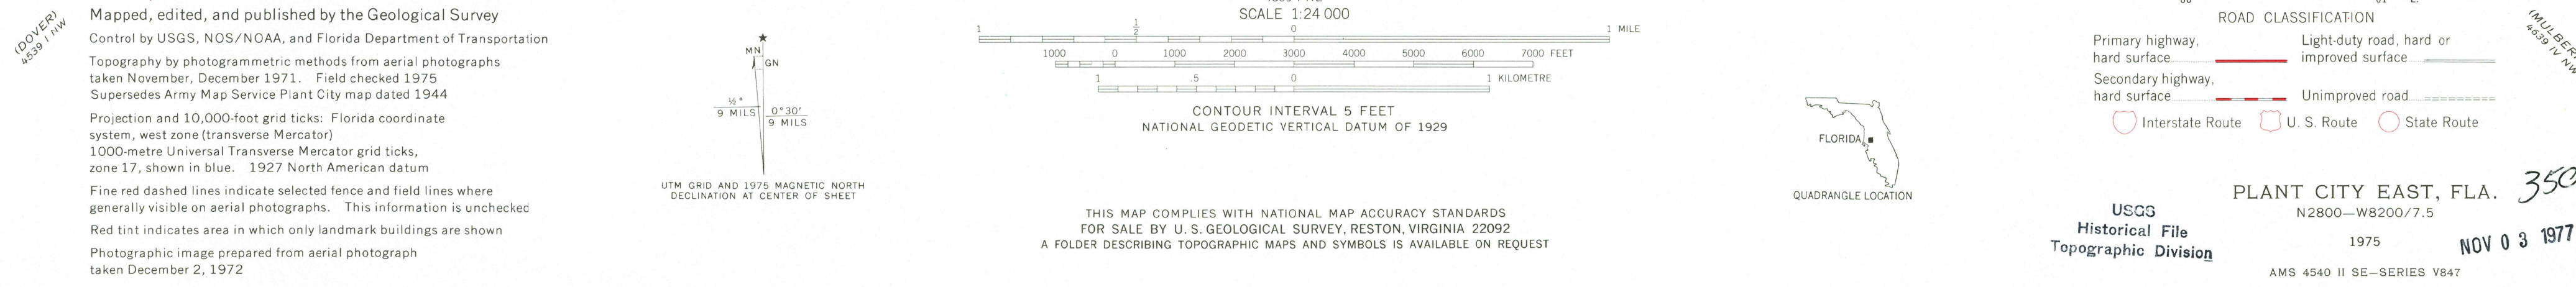 (DOVER)
4539 I NW
Mapped, edited, and published by the Geological Survey
Control by USGS, NOS/NOAA, and Florida Department of Transportation
Topography by photogrammetric methods from aerial photographs
taken November, December 1971. Field checked 1975
Supersedes Army Map Service Plant City map dated 1944
Projection and 10,000-foot grid ticks: Florida coordinate
system, west zone (transverse Mercator)
1000-metre Universal Transverse Mercator grid ticks,
zone 17, shown in blue. 1927 North American datum
Fine red dashed lines indicate selected fence and field lines where
generally visible on aerial photographs. This information is unchecked
Red tint indicates area in which only landmark buildings are shown
Photographic image prepared from aerial photograph
taken December 2, 1972
★
MN
GN
½°
9 MILS
0°30′
9 MILS
UTM GRID AND 1975 MAGNETIC NORTH
DECLINATION AT CENTER OF SHEET
SCALE 1:24 000
1 ½ 0 1 MILE
1000 0 1000 2000 3000 4000 5000 6000 7000 FEET
1 .5 0 1 KILOMETRE
CONTOUR INTERVAL 5 FEET
NATIONAL GEODETIC VERTICAL DATUM OF 1929
THIS MAP COMPLIES WITH NATIONAL MAP ACCURACY STANDARDS
FOR SALE BY U. S. GEOLOGICAL SURVEY, RESTON, VIRGINIA 22092
A FOLDER DESCRIBING TOPOGRAPHIC MAPS AND SYMBOLS IS AVAILABLE ON REQUEST
FLORIDA
QUADRANGLE LOCATION
ROAD CLASSIFICATION
Primary highway,
hard surface
Light-duty road, hard or
improved surface
Secondary highway,
hard surface
Unimproved road
Interstate Route U. S. Route State Route
(MULBER
4639 IV NW
PLANT CITY EAST, FLA.
350
N2800—W8200/7.5
1975
AMS 4540 II SE—SERIES V847
USGS
Historical File
Topographic Division
NOV 03 1977